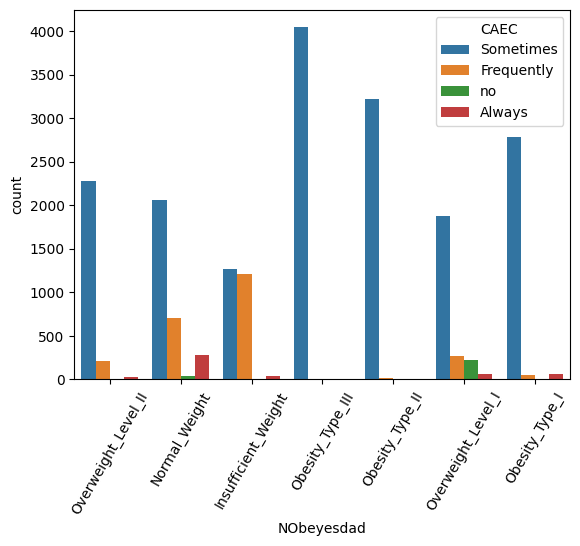 CAEC
Sometimes
Frequently
no
Always
count
4000
3500
3000
2500
2000
1500
1000
500
0
Overweight_Level_II
Normal_Weight
Insufficient_Weight
Obesity_Type_III
Obesity_Type_II
Overweight_Level_I
Obesity_Type_I
NObeyesdad